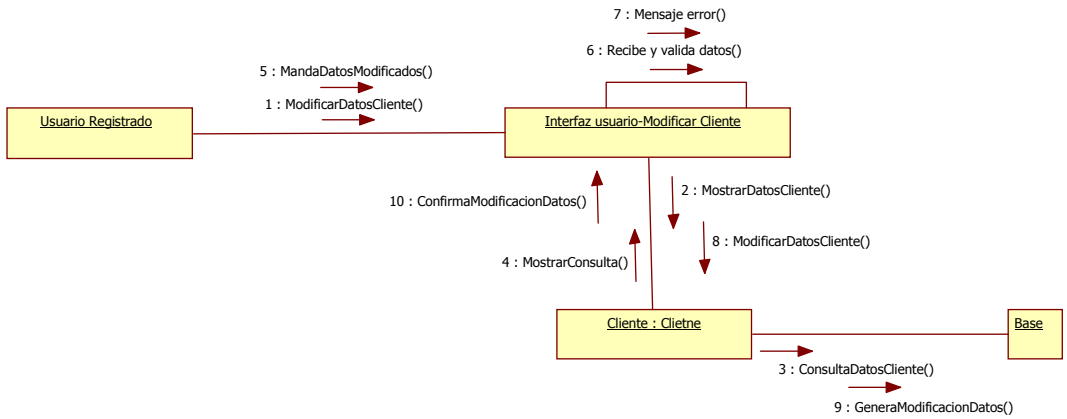 7 : Mensaje error()
6 : Recibe y valida datos()
5 : MandaDatosModificados()
1 : ModificarDatosCliente()
Usuario Registrado
Interfaz usuario-Modificar Cliente
2 : MostrarDatosCliente()
10 : ConfirmaModificacionDatos()
8 : ModificarDatosCliente()
4 : MostrarConsulta()
Cliente : Clietne
Base
3 : ConsultaDatosCliente()
9 : GeneraModificacionDatos()